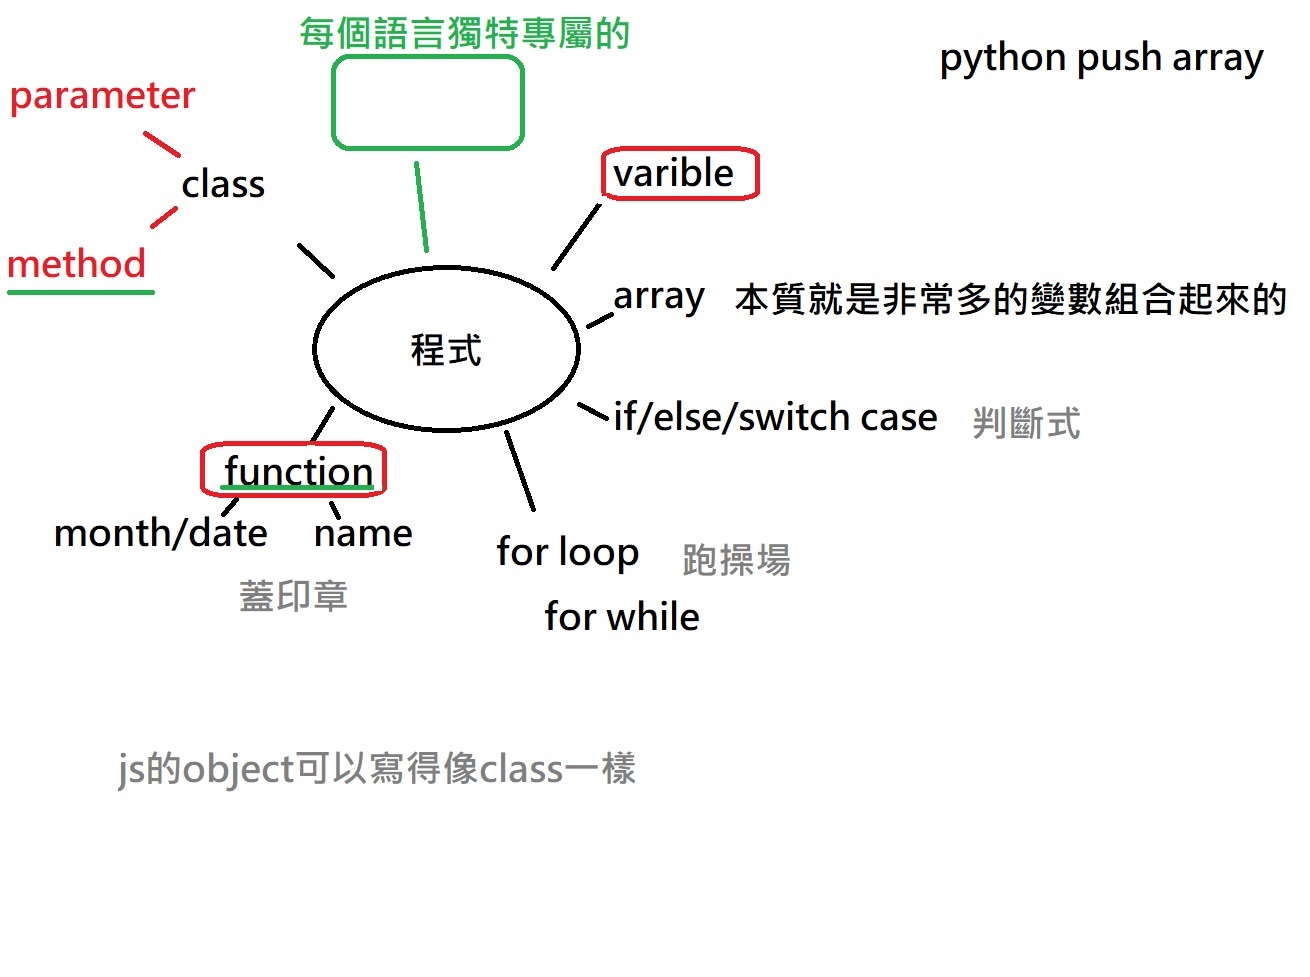 每個語言獨特專屬的
python push array
parameter
class
varible
method
array 本質就是非常多的變數組合起來的
程式
if/else/switch case 判斷式
function
month/date name
for loop 跑操場
蓋印章
for while
js的object可以寫得像class一樣